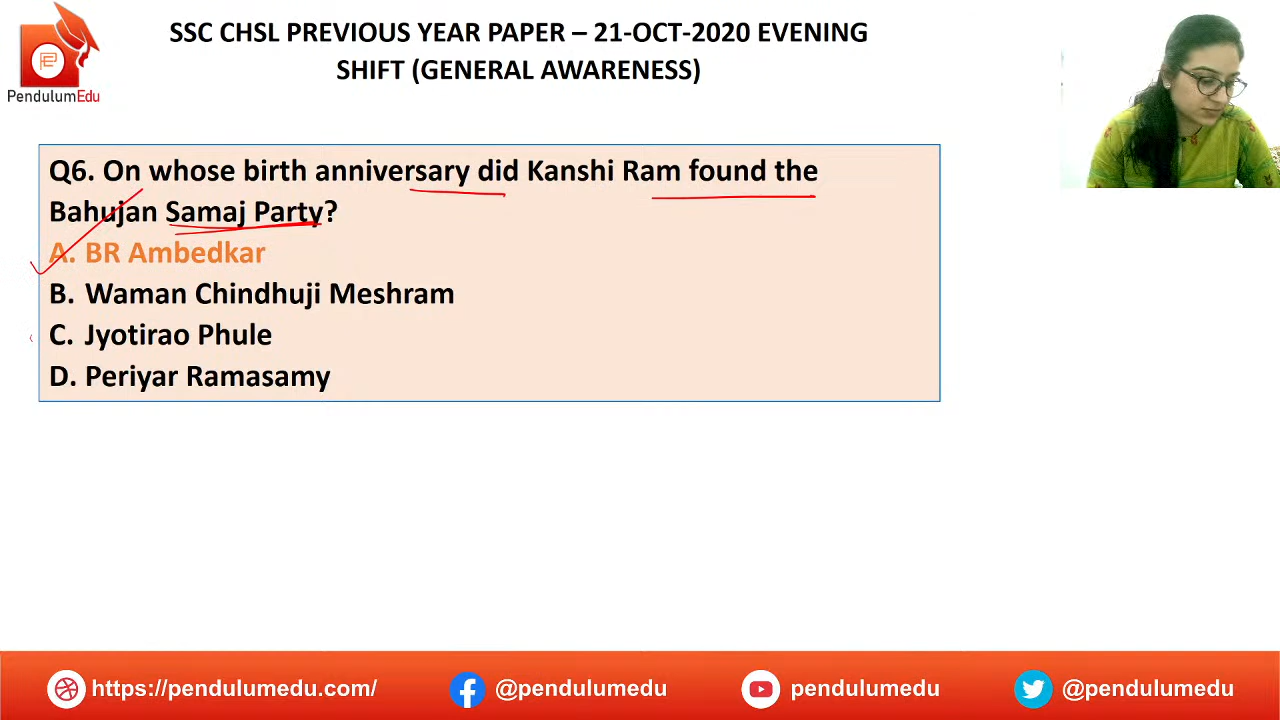 SSC CHSL PREVIOUS YEAR PAPER – 21-OCT-2020 EVENING
SHIFT (GENERAL AWARENESS)
PendulumEdu
Q6. On whose birth anniversary did Kanshi Ram found the
Bahujan Samaj Party?
A. BR Ambedkar
B. Waman Chindhuji Meshram
C. Jyotirao Phule
D. Periyar Ramasamy
https://pendulumedu.com/ @pendulumedu pendulumedu @pendulumedu